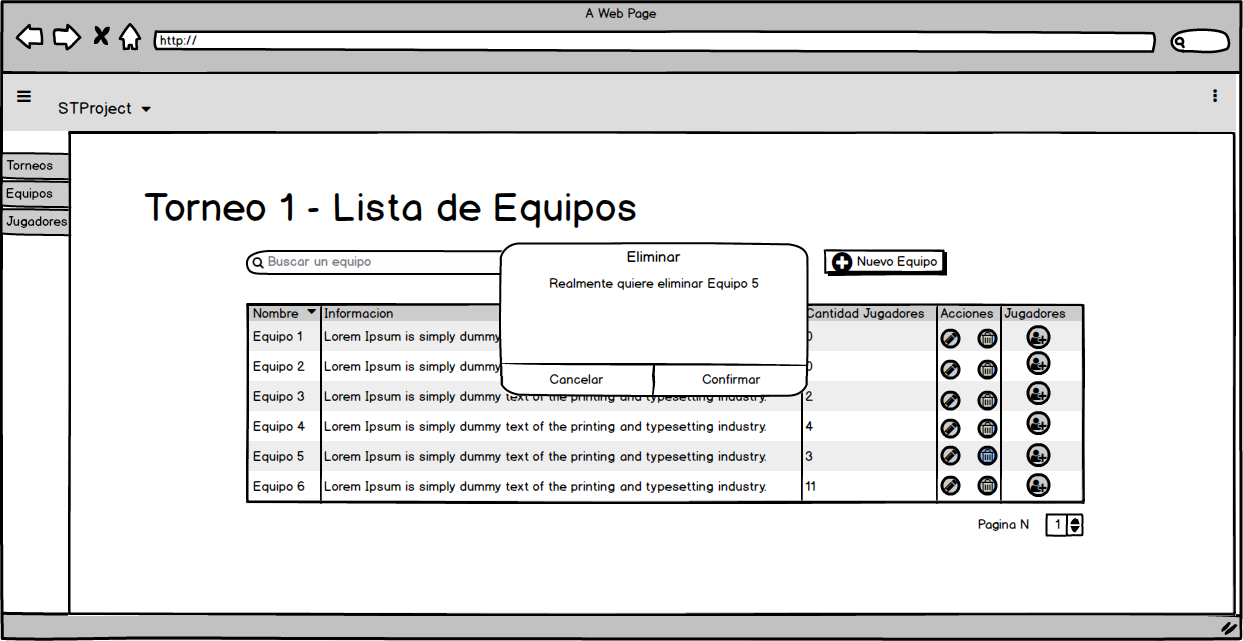 A Web Page
http://
STProject
Torneos
Equipos
Jugadores
Torneo 1 - Lista de Equipos
Buscar un equipo
Nuevo Equipo
Eliminar
Realmente quiere eliminar Equipo 5
Cancelar Confirmar
Nombre Informacion Cantidad Jugadores Acciones Jugadores
Equipo 1 Lorem Ipsum is simply dummy 0
Equipo 2 Lorem Ipsum is simply dummy 0
Equipo 3 Lorem Ipsum is simply dummy text of the printing and typesetting industry. 2
Equipo 4 Lorem Ipsum is simply dummy text of the printing and typesetting industry. 4
Equipo 5 Lorem Ipsum is simply dummy text of the printing and typesetting industry. 3
Equipo 6 Lorem Ipsum is simply dummy text of the printing and typesetting industry. 11
Pagina N 1